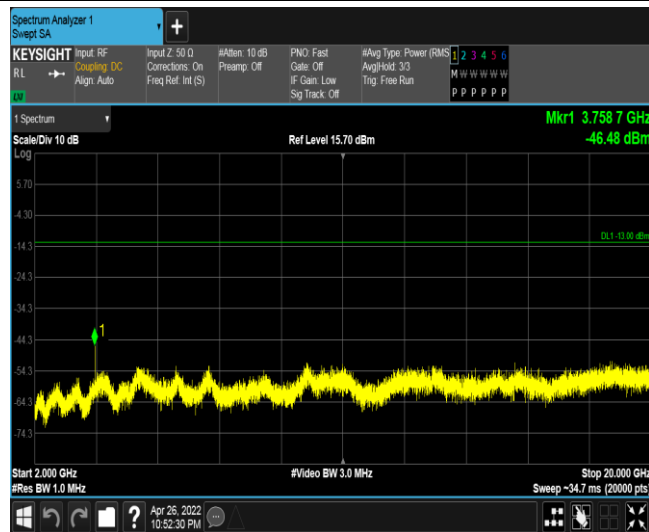 Spectrum Analyzer 1
Swept SA
+
KEYSIGHT
RL
Input: RF
Coupling: DC
Align: Auto
Input Z: 50 Ω
Corrections: On
Freq Ref: Int (S)
#Atten: 10 dB
Preamp: Off
PNO: Fast
Gate: Off
IF Gain: Low
Sig Track: Off
#Avg Type: Power (RMS
Avg|Hold: 3/3
Trig: Free Run
1 2 3 4 5 6
M W W W W W
P P P P P P
1 Spectrum
Scale/Div 10 dB
Ref Level 15.70 dBm
Mkr1 3.758 7 GHz
-46.48 dBm
Log
5.70
-4.30
DL1 -13.00 dBm
-14.3
-24.3
-34.3
1
-44.3
-54.3
-64.3
-74.3
Start 2.000 GHz
#Video BW 3.0 MHz
Stop 20.000 GHz
#Res BW 1.0 MHz
Sweep ~34.7 ms (20000 pts)
?
Apr 26, 2022
10:52:30 PM